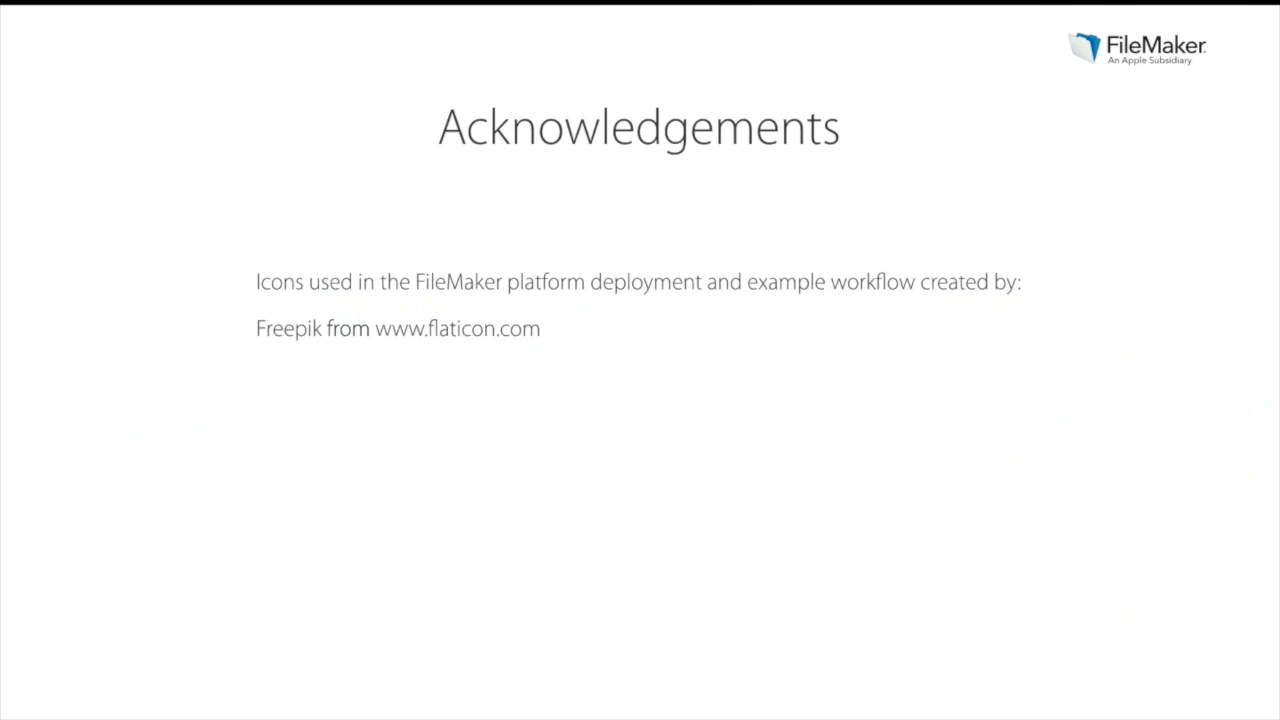 FileMaker
An Apple Subsidiary
Acknowledgements
Icons used in the FileMaker platform deployment and example workflow created by:
Freepik from www.flaticon.com